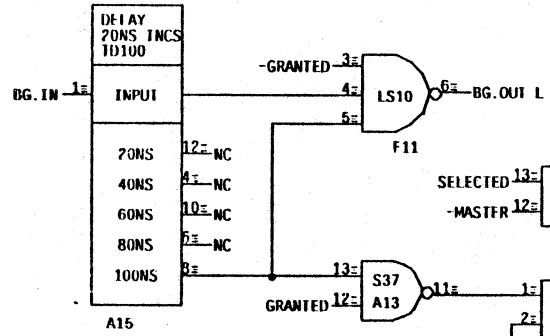 DELAY
20NS INCS
TD100
BG.IN 1
INPUT
-GRANTED 3
4
5
LS10
6 BG.OUT L
F11
20NS 12 NC
40NS 4 NC
60NS 10 NC
80NS 6 NC
100NS 8
SELECTED 13
-MASTER 12
13
S37
A13
11
GRANTED 12
1
2
A15